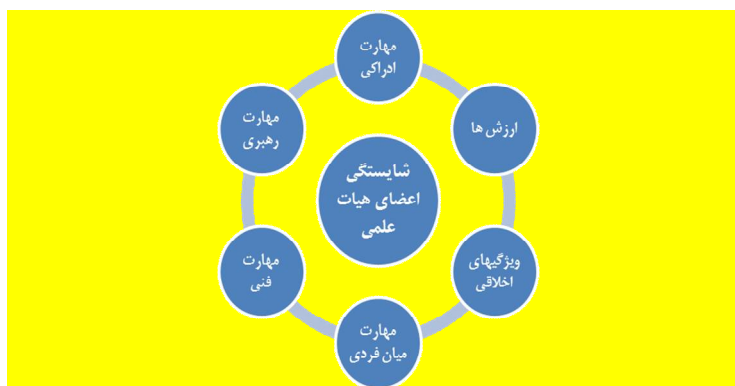 مهارت
ادراکی
ارزش ها
ویژگیهای
اخلاقی
مهارت
میان فردی
مهارت
فنی
مهارت
رهبری
شایستگی
اعضای هیات
علمی